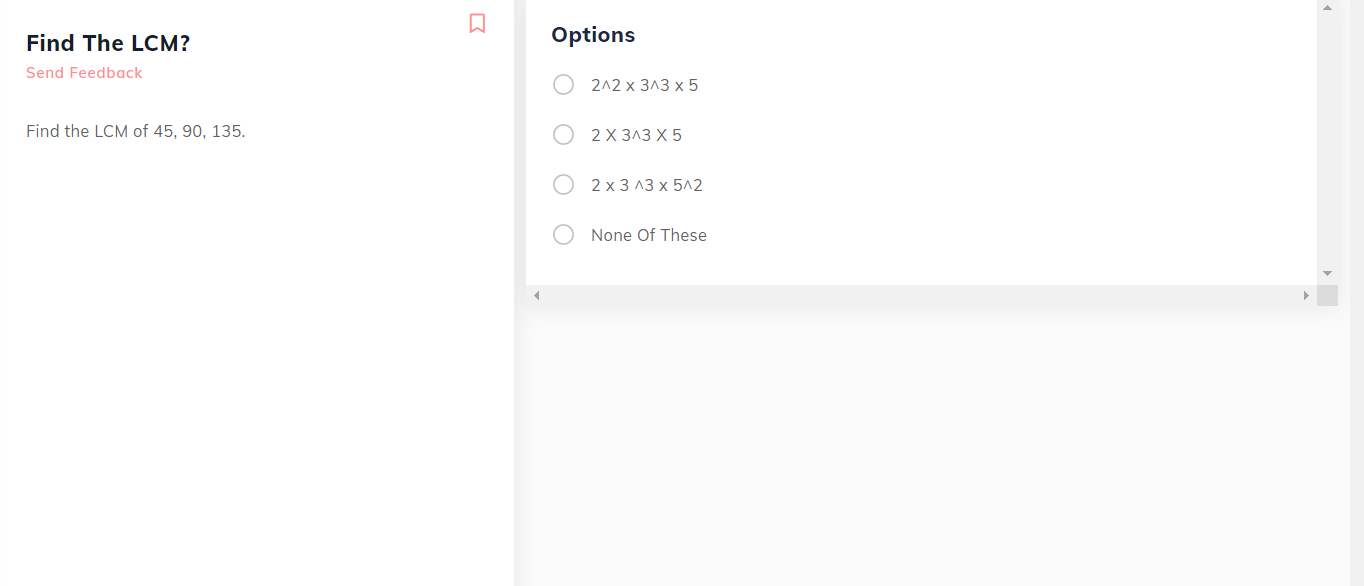 Find The LCM?
Send Feedback
Find the LCM of 45, 90, 135.
Options
2^2 x 3^3 x 5
2 X 3^3 X 5
2 x 3 ^3 x 5^2
None Of These